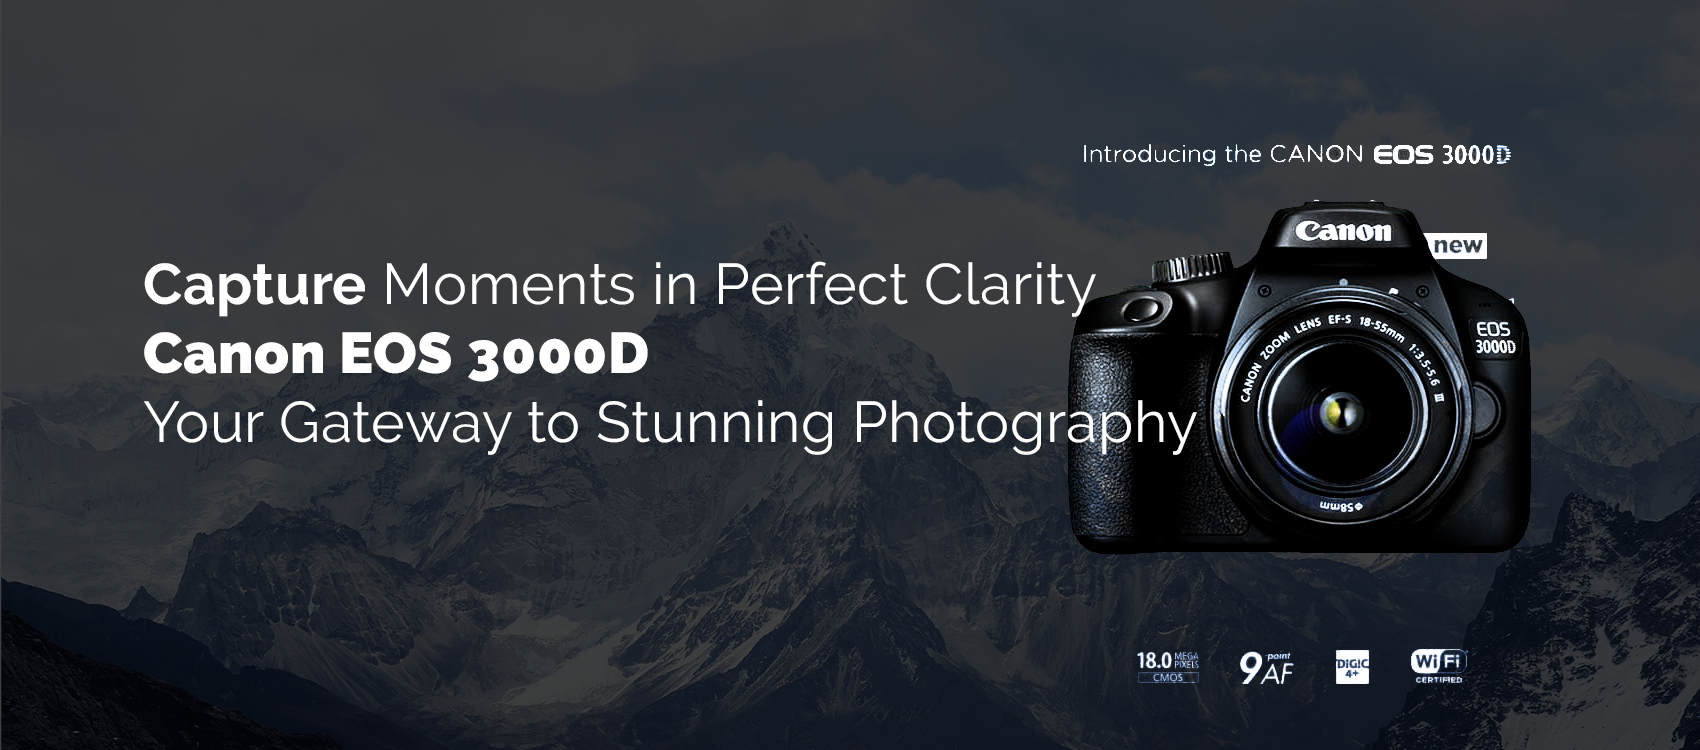 Introducing the CANON EOS 3000D
Capture Moments in Perfect Clarity
Canon EOS 3000D
Your Gateway to Stunning Photography
Canon
new
CANON ZOOM LENS EF-S 18-55mm 1:3.5-5.6 III
EOS
3000D
⌀58mm
18.0 MEGA PIXELS
CMOS
9 point AF
DiGiC
4+
Wi Fi
CERTIFIED